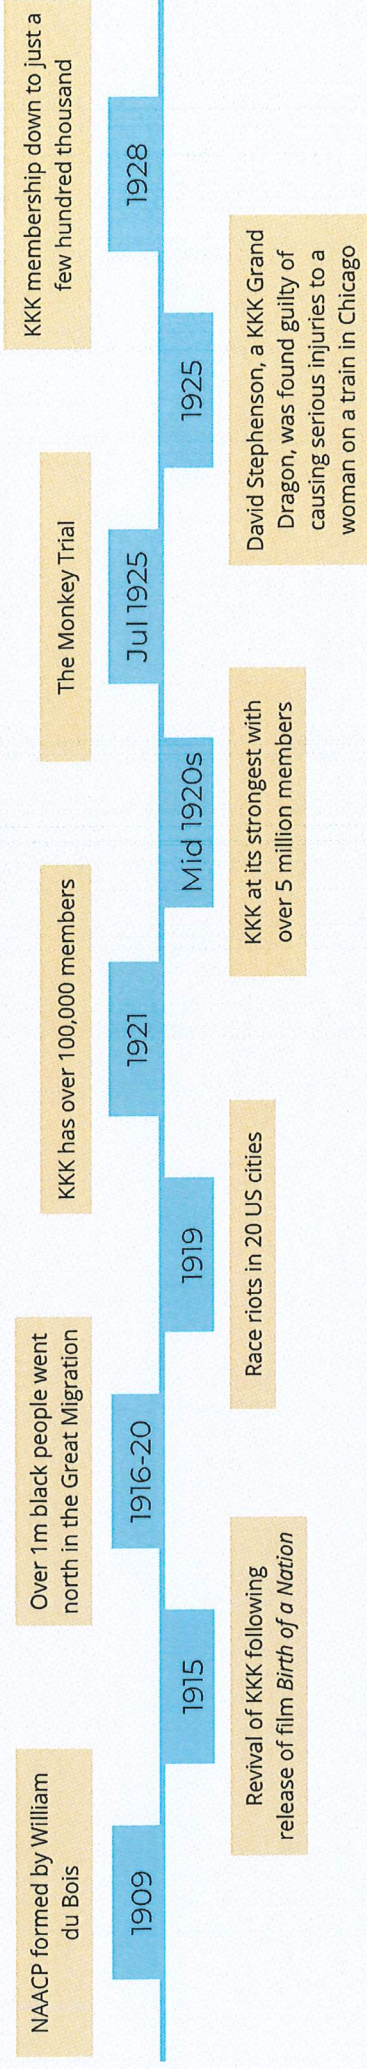 NAACP formed by William
du Bois
1909
1915
Revival of KKK following
release of film Birth of a Nation
Over 1m black people went
north in the Great Migration
1916-20
1919
Race riots in 20 US cities
KKK has over 100,000 members
1921
Mid 1920s
KKK at its strongest with
over 5 million members
The Monkey Trial
Jul 1925
1925
David Stephenson, a KKK Grand
Dragon, was found guilty of
causing serious injuries to a
woman on a train in Chicago
KKK membership down to just a
few hundred thousand
1928